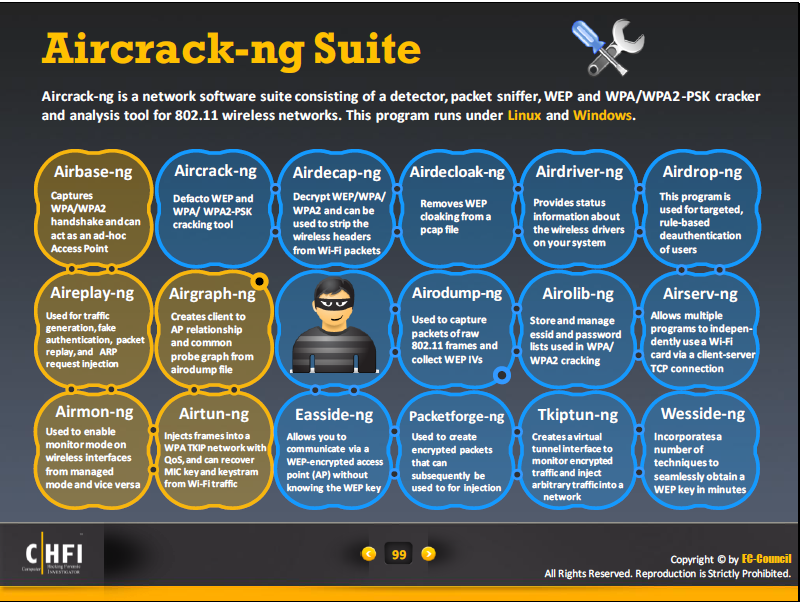 Aircrack-ng Suite
Aircrack-ng is a network software suite consisting of a detector, packet sniffer, WEP and WPA/WPA2-PSK cracker
and analysis tool for 802.11 wireless networks. This program runs under Linux and Windows.
Airbase-ng
Captures
WPA/WPA2
handshake and can
act as an ad-hoc
Access Point
Aircrack-ng
Defacto WEP and
WPA/ WPA2-PSK
cracking tool
Airdecap-ng
Decrypt WEP/WPA/
WPA2 and can be
used to strip the
wireless headers
from Wi-Fi packets
Airdecloak-ng
Removes WEP
cloaking from a
pcap file
Airdriver-ng
Provides status
information about
the wireless drivers
on your system
Airdrop-ng
This program is
used for targeted,
rule-based
deauthentication
of users
Aireplay-ng
Used for traffic
generation, fake
authentication, packet
replay, and ARP
request injection
Airgraph-ng
Creates client to
AP relationship
and common
probe graph from
airodump file
Airodump-ng
Used to capture
packets of raw
802.11 frames and
collect WEP IVs
Airolib-ng
Store and manage
essid and password
lists used in WPA/
WPA2 cracking
Airserv-ng
Allows multiple
programs to indepen-
dently use a Wi-Fi
card via a client-server
TCP connection
Airmon-ng
Used to enable
monitor mode on
wireless interfaces
from managed
mode and vice versa
Airtun-ng
Injects frames into a
WPA TKIP network with
QoS, and can recover
MIC key and keystram
from Wi-Fi traffic
Easside-ng
Allows you to
communicate via a
WEP-encrypted access
point (AP) without
knowing the WEP key
Packetforge-ng
Used to create
encrypted packets
that can
subsequently be
used to for injection
Tkiptun-ng
Creates a virtual
tunnel interface to
monitor encrypted
traffic and inject
arbitrary traffic into a
network
Wesside-ng
Incorporates a
number of
techniques to
seamlessly obtain a
WEP key in minutes
CHFI
Computer Hacking Forensic
INVESTIGATOR
99
Copyright © by EC-Council
All Rights Reserved. Reproduction is Strictly Prohibited.